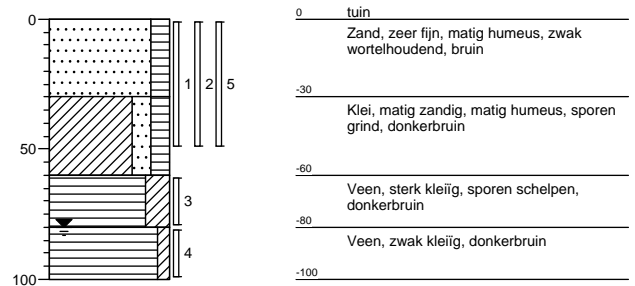 0
50
100
1
2
5
3
4
0
tuin
Zand, zeer fijn, matig humeus, zwak
wortelhoudend, bruin
-30
Klei, matig zandig, matig humeus, sporen
grind, donkerbruin
-60
Veen, sterk kleiïg, sporen schelpen,
donkerbruin
-80
Veen, zwak kleiïg, donkerbruin
-100